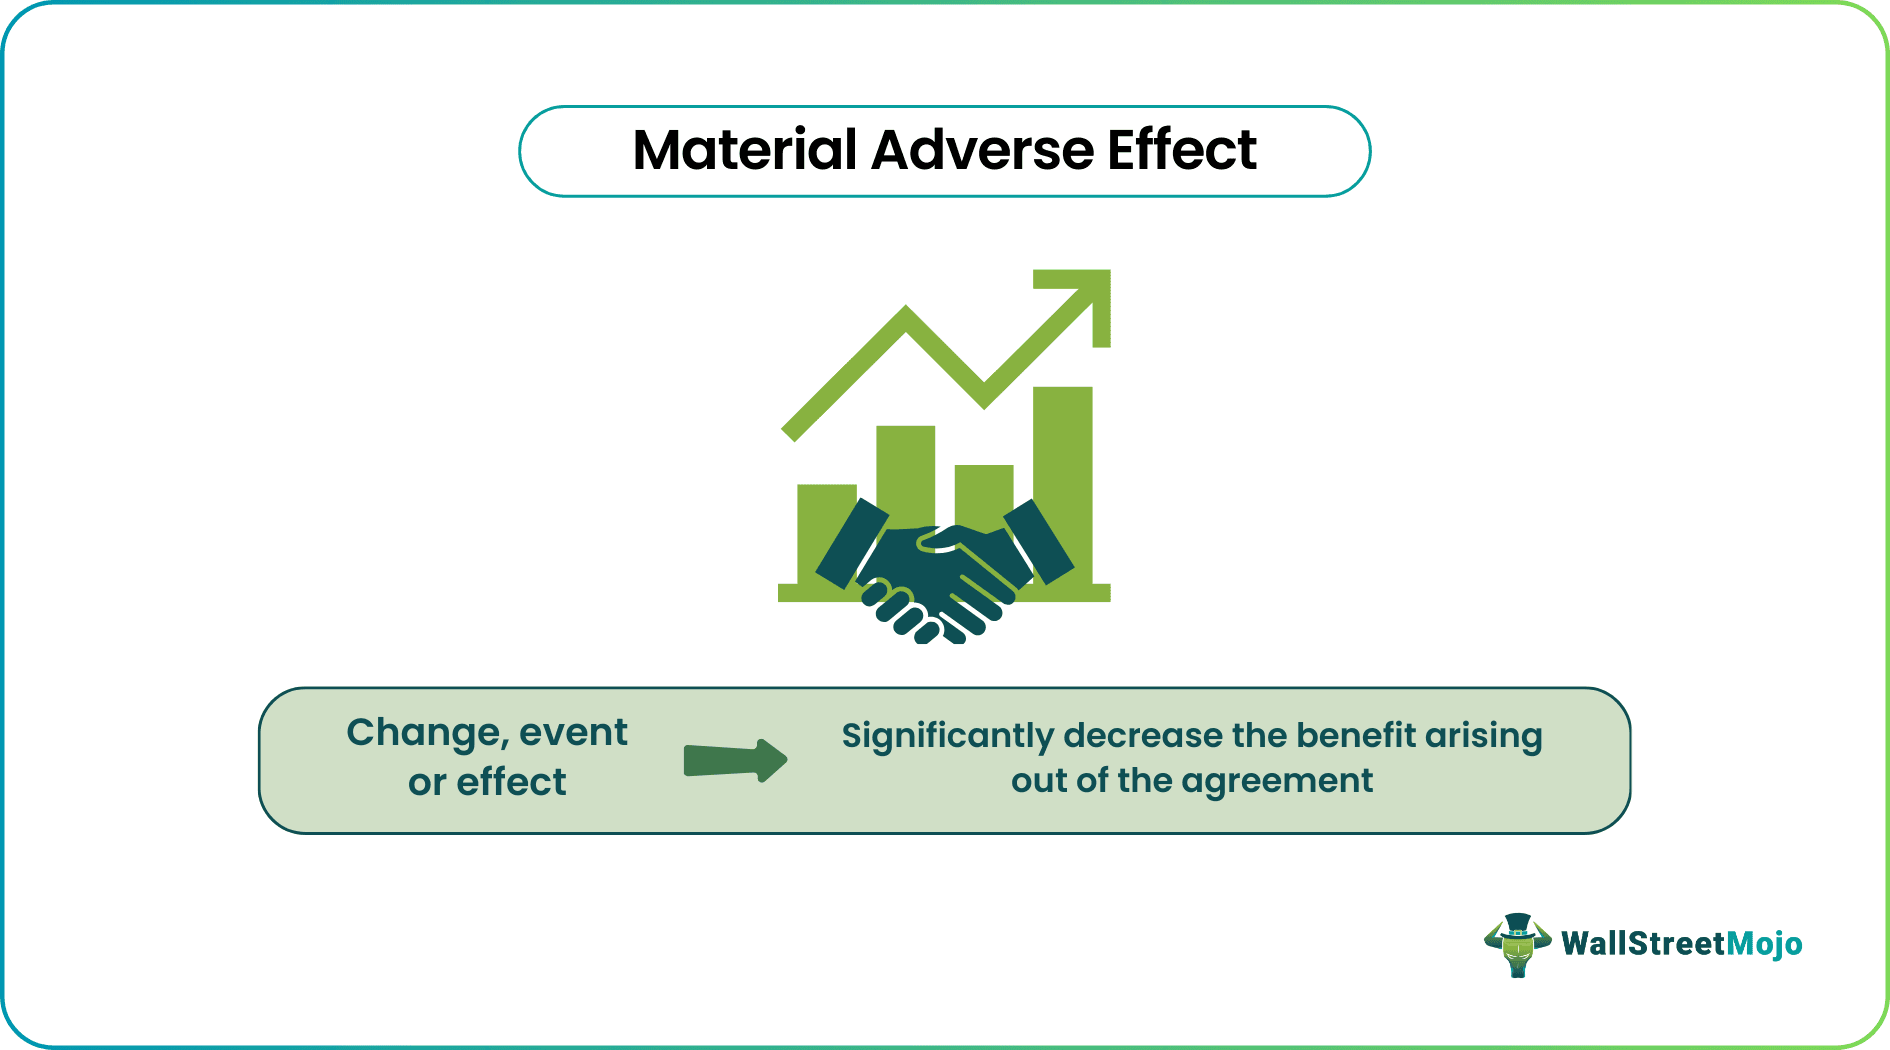 Material Adverse Effect
Change, event
or effect
Significantly decrease the benefit arising
out of the agreement
WallStreetMojo